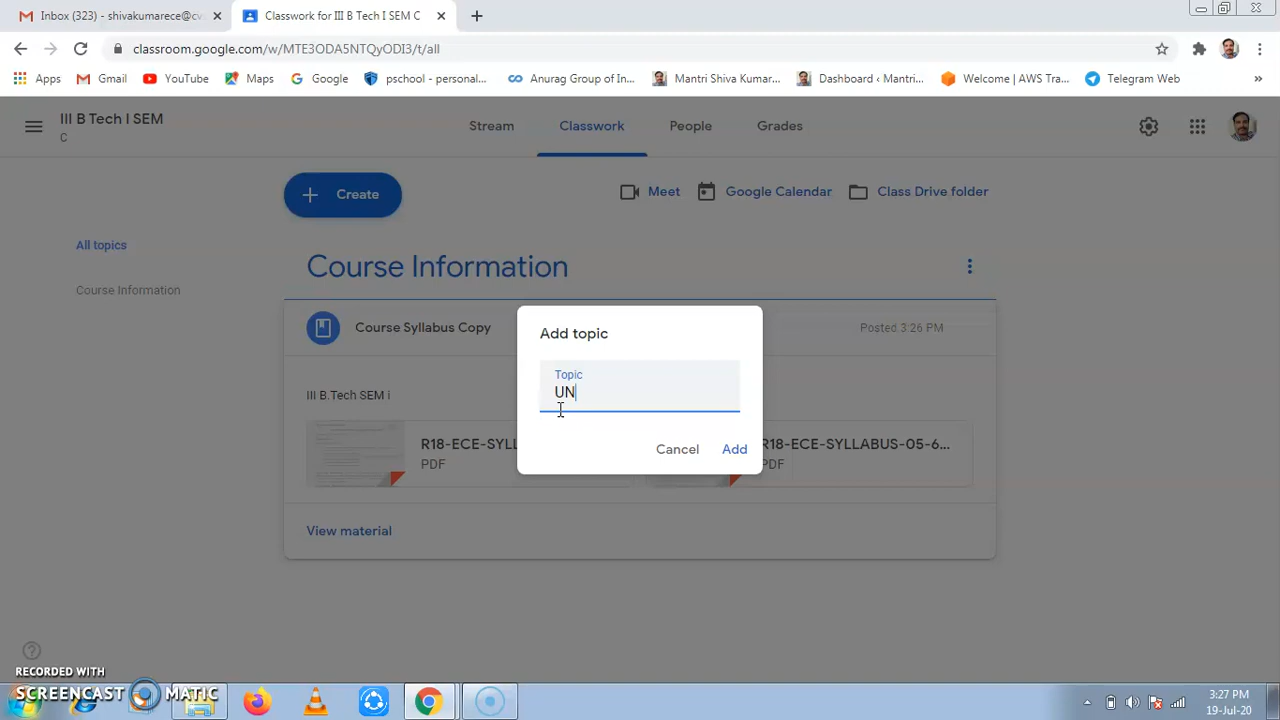 Inbox (323) - shivakumarece@cv
Classwork for III B Tech I SEM C
classroom.google.com/w/MTE3ODA5NTQyODI3/t/all
Apps
Gmail
YouTube
Maps
Google
pschool - personal...
Anurag Group of In...
Mantri Shiva Kumar...
Dashboard ‹ Mantri...
Welcome | AWS Tra...
Telegram Web
»
III B Tech I SEM
C
Stream
Classwork
People
Grades
Create
Meet
Google Calendar
Class Drive folder
All topics
Course Information
Course Information
Course Syllabus Copy
Posted 3:26 PM
Add topic
Topic
UN
Cancel
Add
III B.Tech SEM i
R18-ECE-SYLL
PDF
R18-ECE-SYLLABUS-05-6...
PDF
View material
RECORDED WITH
SCREENCAST MATIC
3:27 PM
19-Jul-20